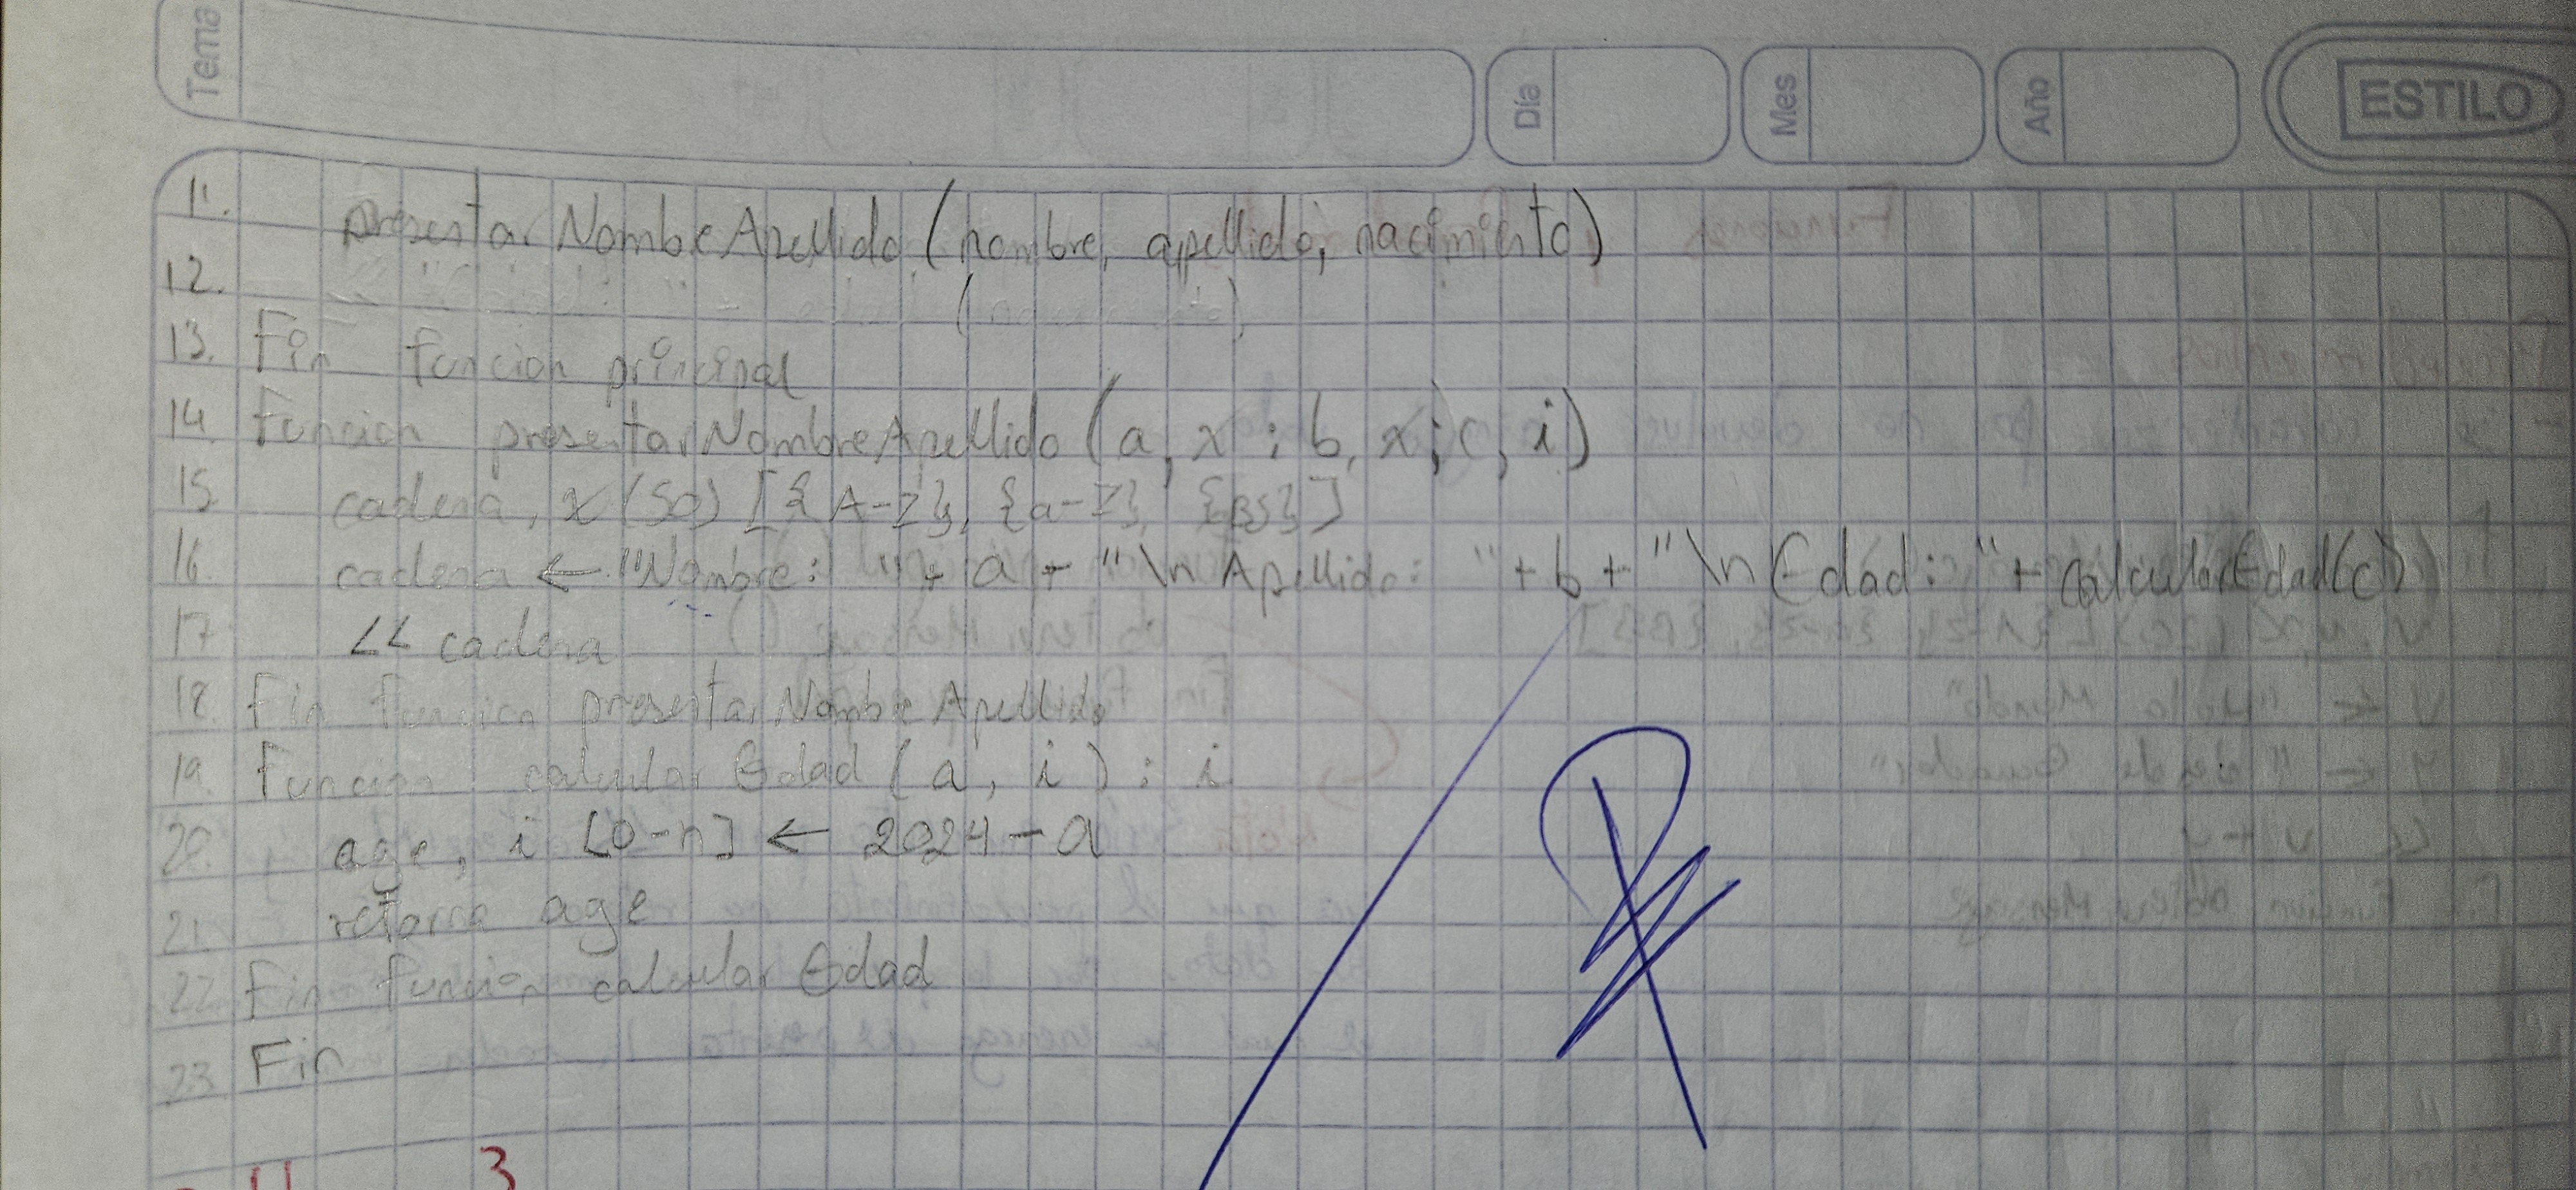 Tema
Día
Mes
Año
ESTILO
11. presentarNombreApellido (nombre, apellido, nacimiento)
12.
13. Fin funcion principal
14. Funcion presentarNombreApellido (a, x ; b, x ; c, i)
15. cadena, x (50) [{A-Z}, {a-z}, {BS}]
16. cadena ← "Nombre: " + a + "\n Apellido: " + b + "\n Edad: " + calcularEdad(c)
17. << cadena
18. Fin funcion presentarNombreApellido
19. Funcion calcularEdad (a, i) : i
20. age, i [0-n] ← 2024 - a
21. retorna age
22. Fin funcion calcularEdad
23 Fin
3